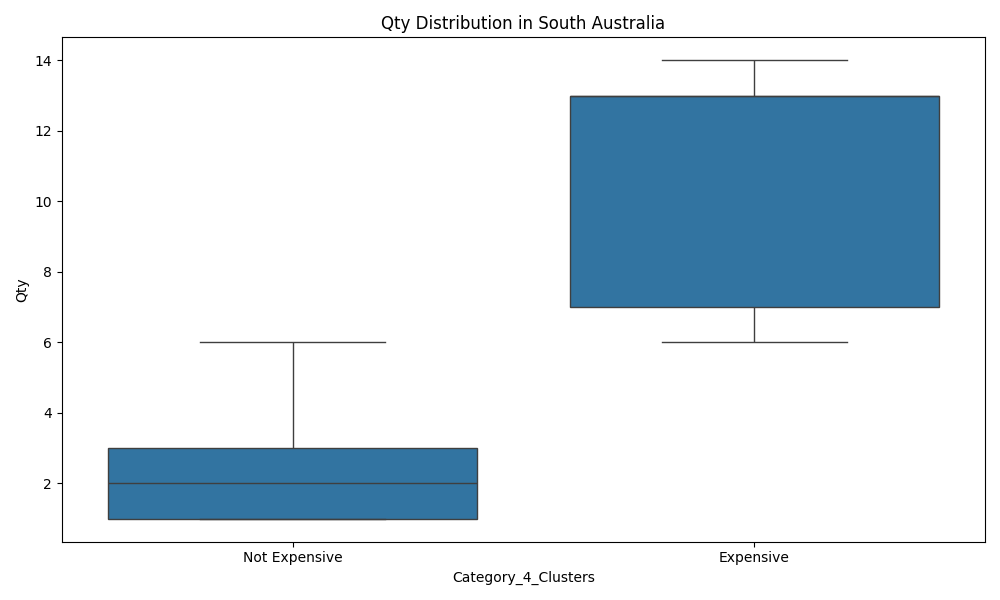 Qty Distribution in South Australia
14
12
10
8
6
4
2
Qty
Not Expensive
Expensive
Category_4_Clusters